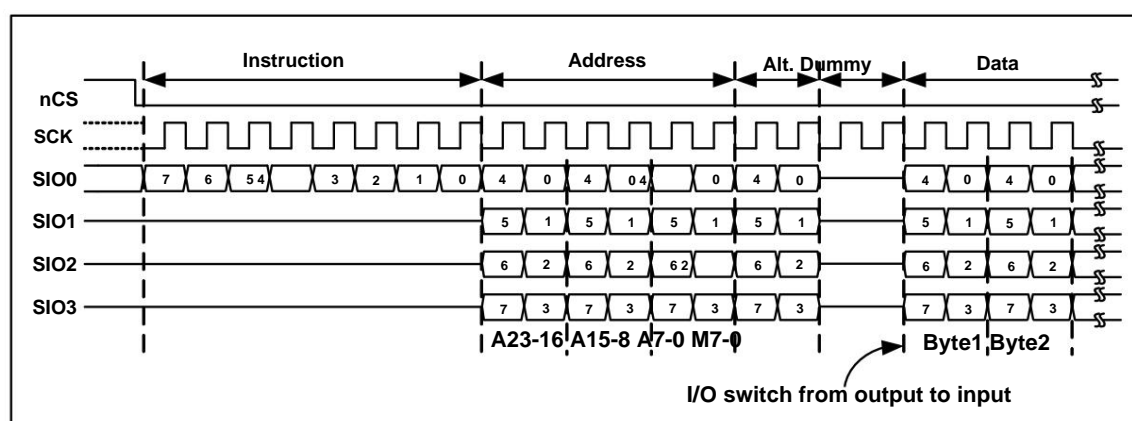 Instruction Address Alt. Dummy Data
nCS
SCK
SIO0 7 6 5 4 3 2 1 0 4 0 4 0 4 0 4 0 4 0 4 0
SIO1 5 1 5 1 5 1 5 1 5 1 5 1
SIO2 6 2 6 2 6 2 6 2 6 2 6 2
SIO3 7 3 7 3 7 3 7 3 7 3 7 3
A23-16 A15-8 A7-0 M7-0 Byte1 Byte2
I/O switch from output to input